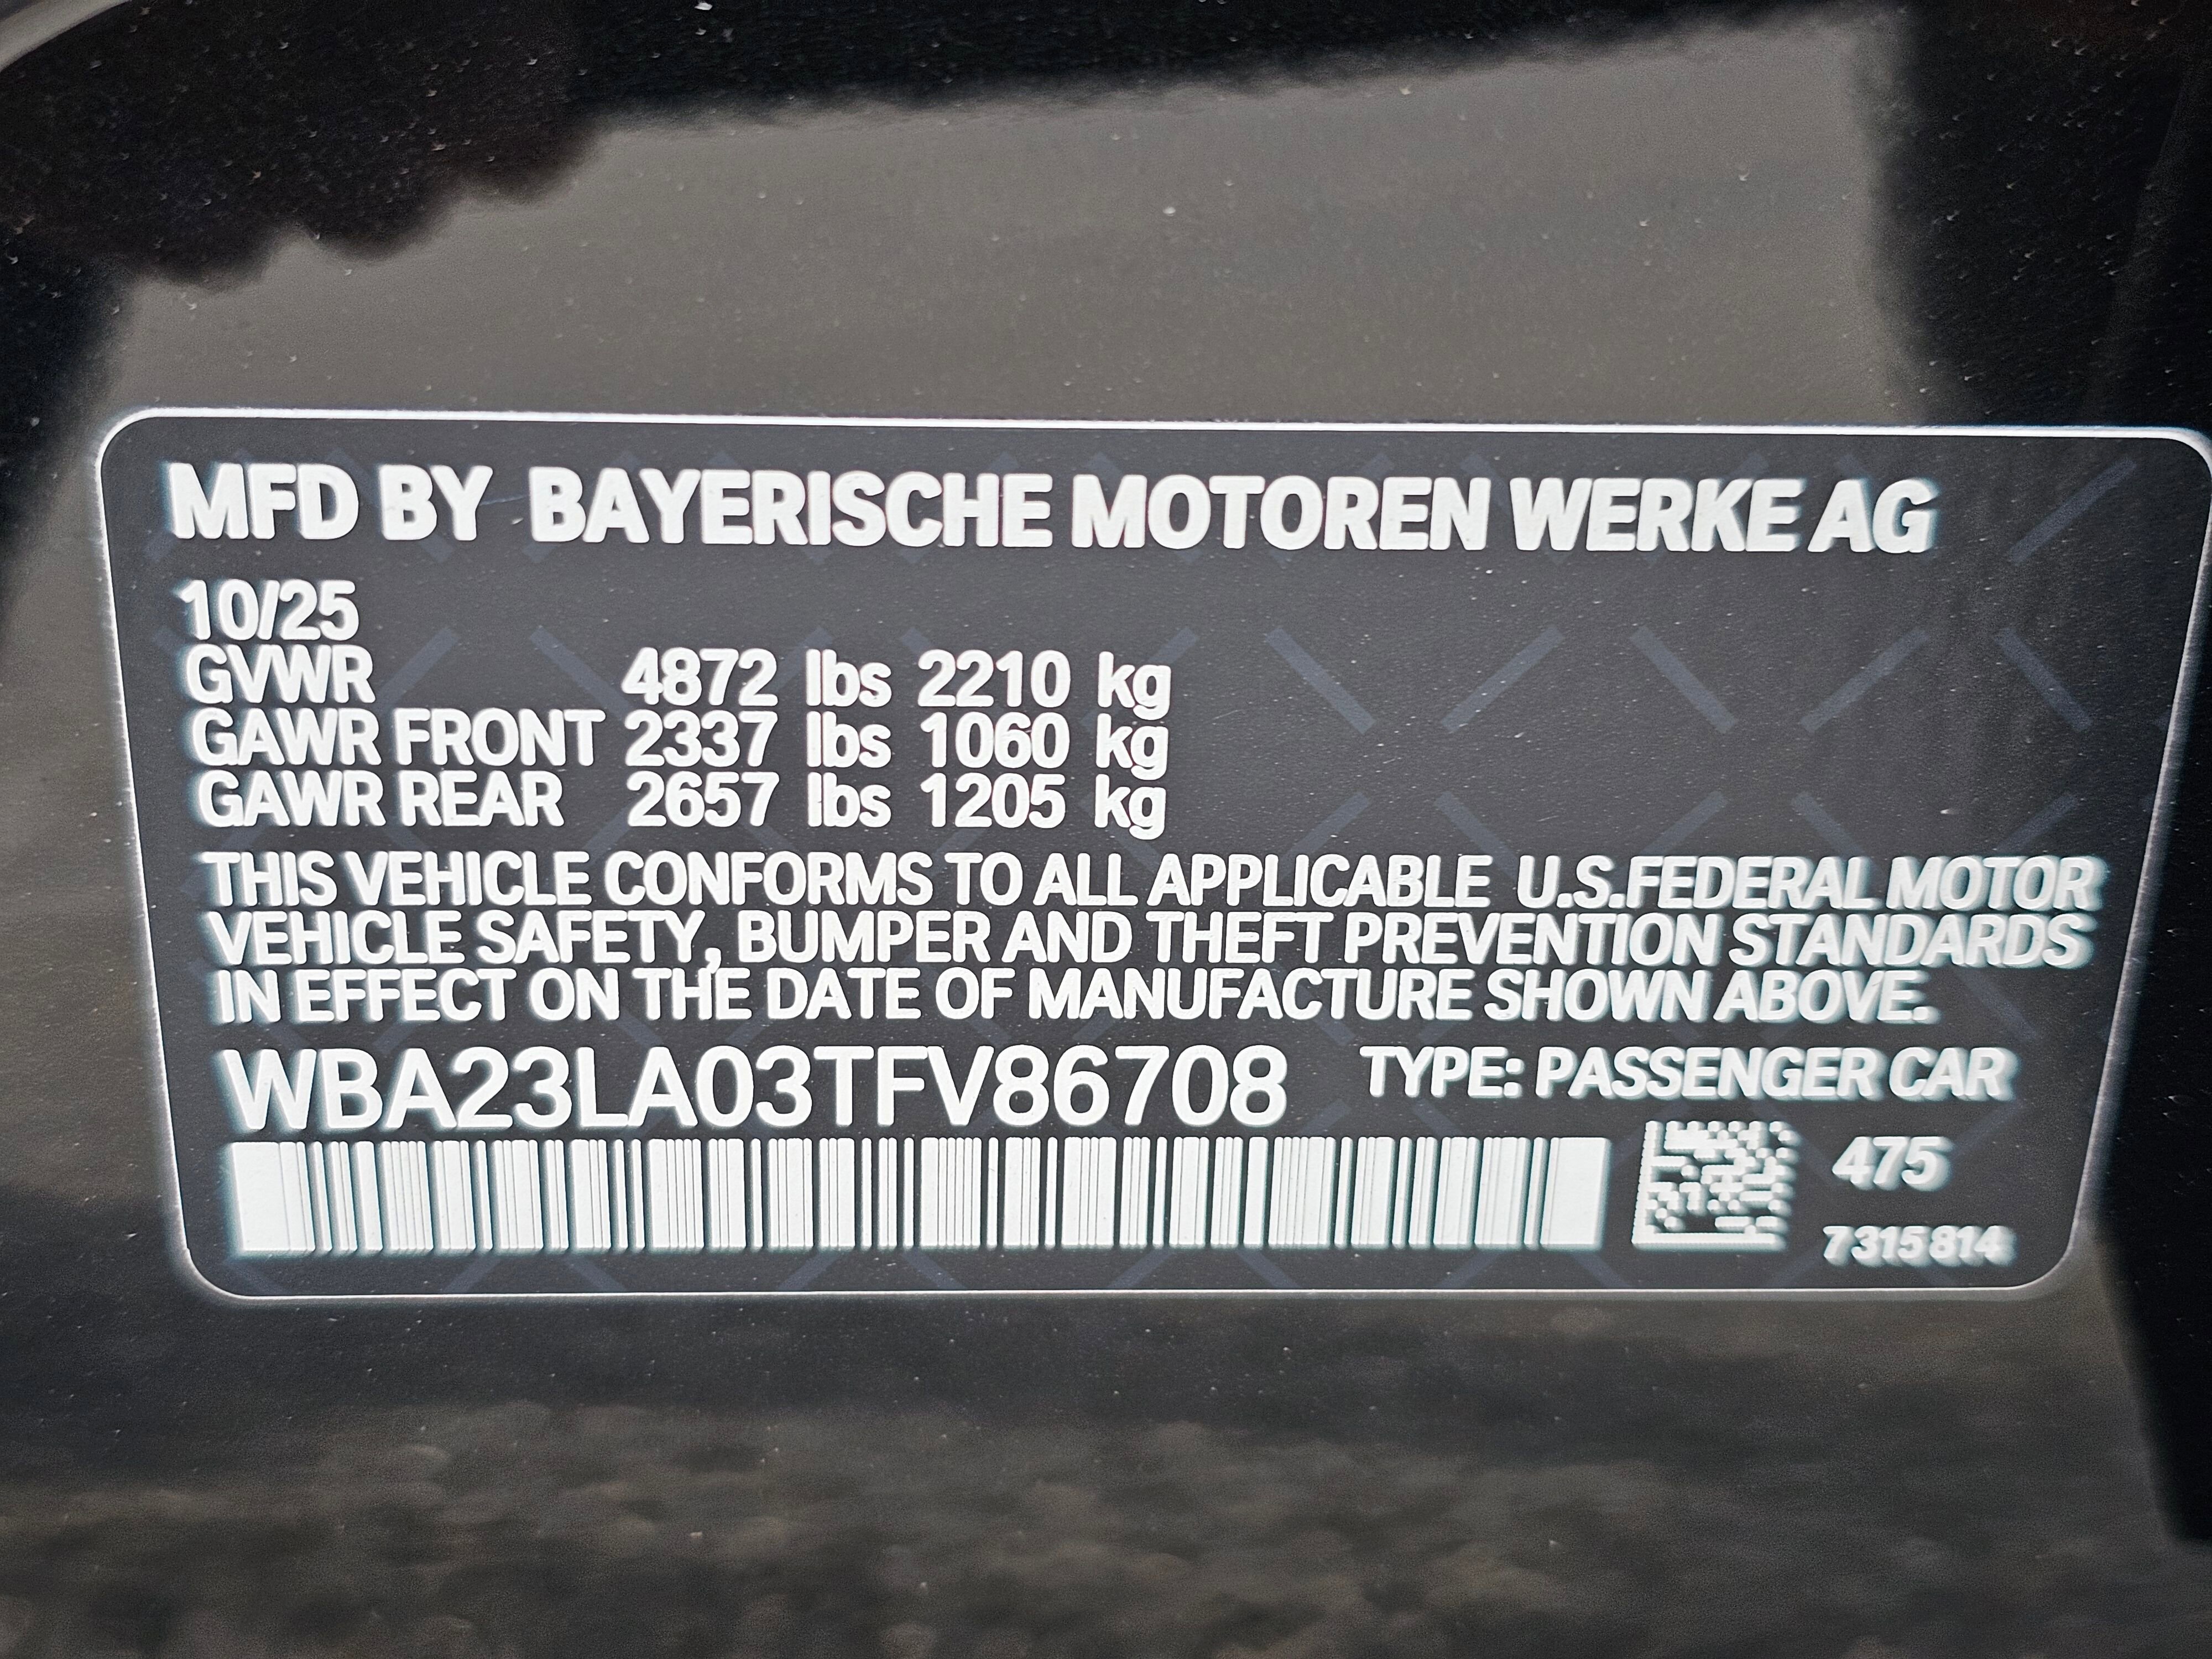 MFD BY BAYERISCHE MOTOREN WERKE AG
10/25
GVWR 4872 lbs 2210 kg
GAWR FRONT 2337 lbs 1060 kg
GAWR REAR 2657 lbs 1205 kg
THIS VEHICLE CONFORMS TO ALL APPLICABLE U.S.FEDERAL MOTOR
VEHICLE SAFETY, BUMPER AND THEFT PREVENTION STANDARDS
IN EFFECT ON THE DATE OF MANUFACTURE SHOWN ABOVE.
WBA23LA03TFV86708 TYPE: PASSENGER CAR
475
7315814